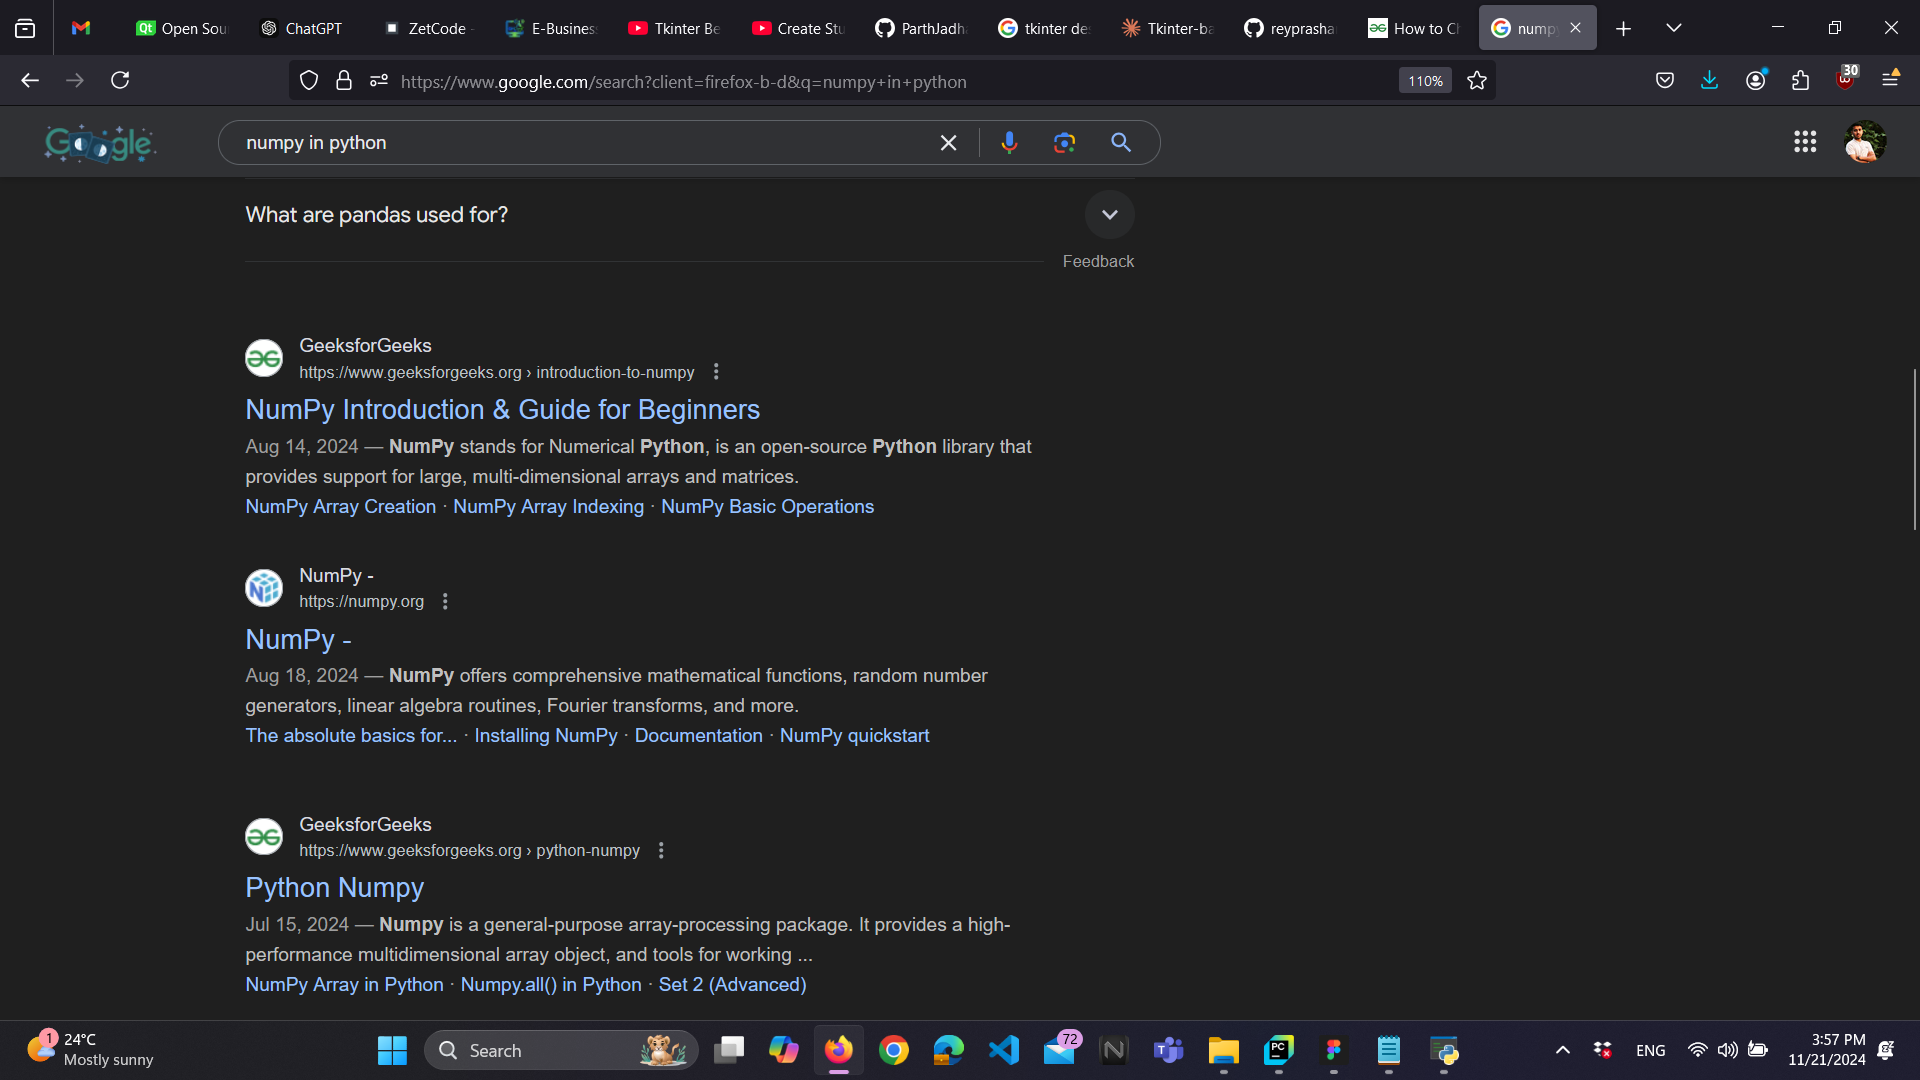 Open Sou
ChatGPT
ZetCode -
E-Business
Tkinter Be
Create Stu
ParthJadha
tkinter de
Tkinter-ba
reyprasha
How to Ch
numpy
https://www.google.com/search?client=firefox-b-d&q=numpy+in+python
110%
30
Google
numpy in python
What are pandas used for?
Feedback
GeeksforGeeks
https://www.geeksforgeeks.org › introduction-to-numpy
NumPy Introduction & Guide for Beginners
Aug 14, 2024 — NumPy stands for Numerical Python, is an open-source Python library that
provides support for large, multi-dimensional arrays and matrices.
NumPy Array Creation · NumPy Array Indexing · NumPy Basic Operations
NumPy -
https://numpy.org
NumPy -
Aug 18, 2024 — NumPy offers comprehensive mathematical functions, random number
generators, linear algebra routines, Fourier transforms, and more.
The absolute basics for... · Installing NumPy · Documentation · NumPy quickstart
GeeksforGeeks
https://www.geeksforgeeks.org › python-numpy
Python Numpy
Jul 15, 2024 — Numpy is a general-purpose array-processing package. It provides a high-
performance multidimensional array object, and tools for working ...
NumPy Array in Python · Numpy.all() in Python · Set 2 (Advanced)
1
24°C
Mostly sunny
Search
72
ENG
3:57 PM
11/21/2024